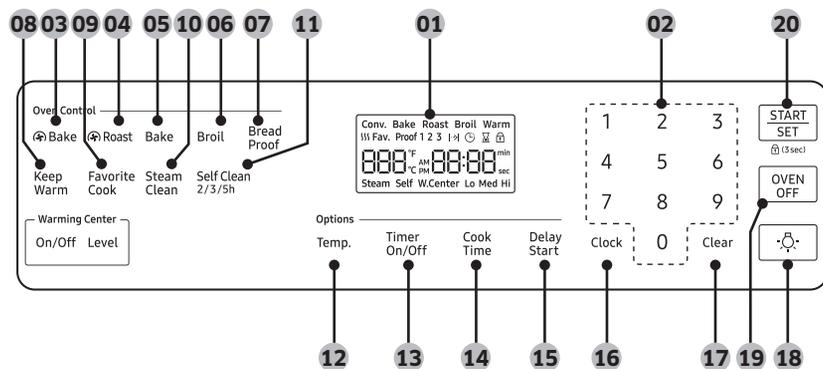 08 03 09 04 05 10 06 07 11 01 02 20
Oven Control
Bake Roast Bake Broil Bread Proof
Keep Warm Favorite Cook Steam Clean Self Clean 2/3/5h
Warming Center
On/Off Level
Conv. Bake Roast Broil Warm
Fav. Proof 1 2 3
888 °F °C AM PM 88:88 min sec
Steam Self W.Center Lo Med Hi
Options
Temp. Timer On/Off Cook Time Delay Start Clock
1 2 3
4 5 6
7 8 9
0
Clear
START
SET
(3 sec)
OVEN
OFF
12 13 14 15 16 17 19 18